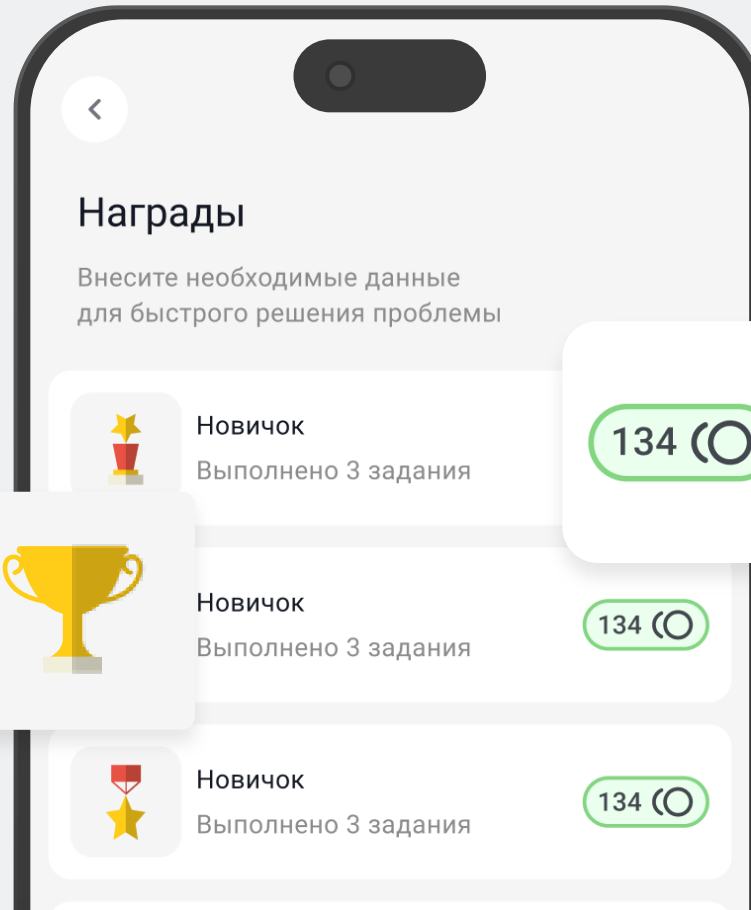 Награды
Внесите необходимые данные
для быстрого решения проблемы
Новичок
Выполнено 3 задания
134
Новичок
Выполнено 3 задания
134
Новичок
Выполнено 3 задания
134